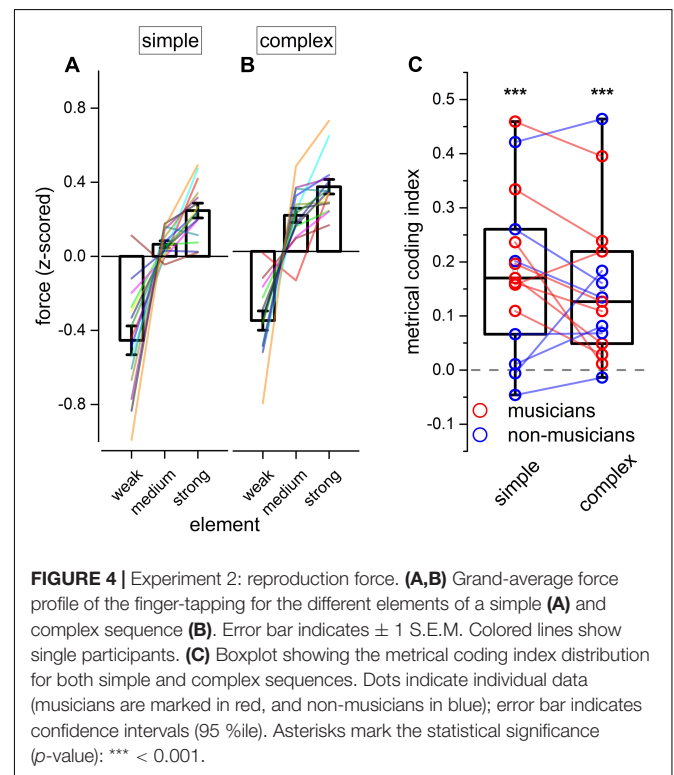 simple
complex
A
B
C
0.8
0.4
0.0
-0.4
-0.8
force (z-scored)
weak
medium
strong
weak
medium
strong
element
*** ***
0.5
0.4
0.3
0.2
0.1
0.0
-0.1
metrical coding index
musicians
non-musicians
simple
complex
FIGURE 4 | Experiment 2: reproduction force. (A,B) Grand-average force
profile of the finger-tapping for the different elements of a simple (A) and
complex sequence (B). Error bar indicates ± 1 S.E.M. Colored lines show
single participants. (C) Boxplot showing the metrical coding index distribution
for both simple and complex sequences. Dots indicate individual data
(musicians are marked in red, and non-musicians in blue); error bar indicates
confidence intervals (95 %ile). Asterisks mark the statistical significance
(p-value): *** < 0.001.